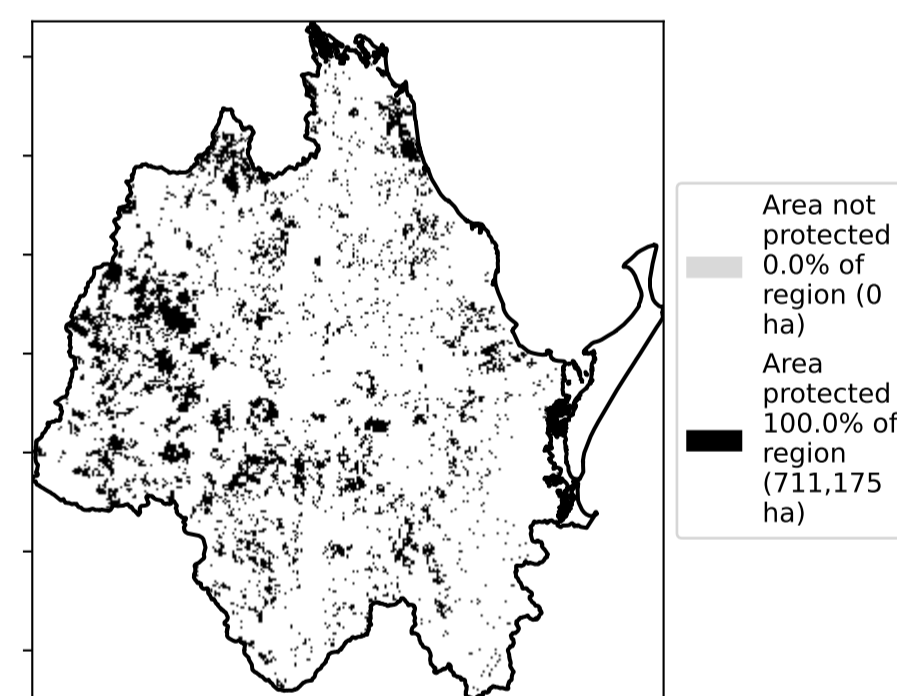 Area not
protected
0.0% of
region (0
ha)
Area
protected
100.0% of
region
(711,175
ha)